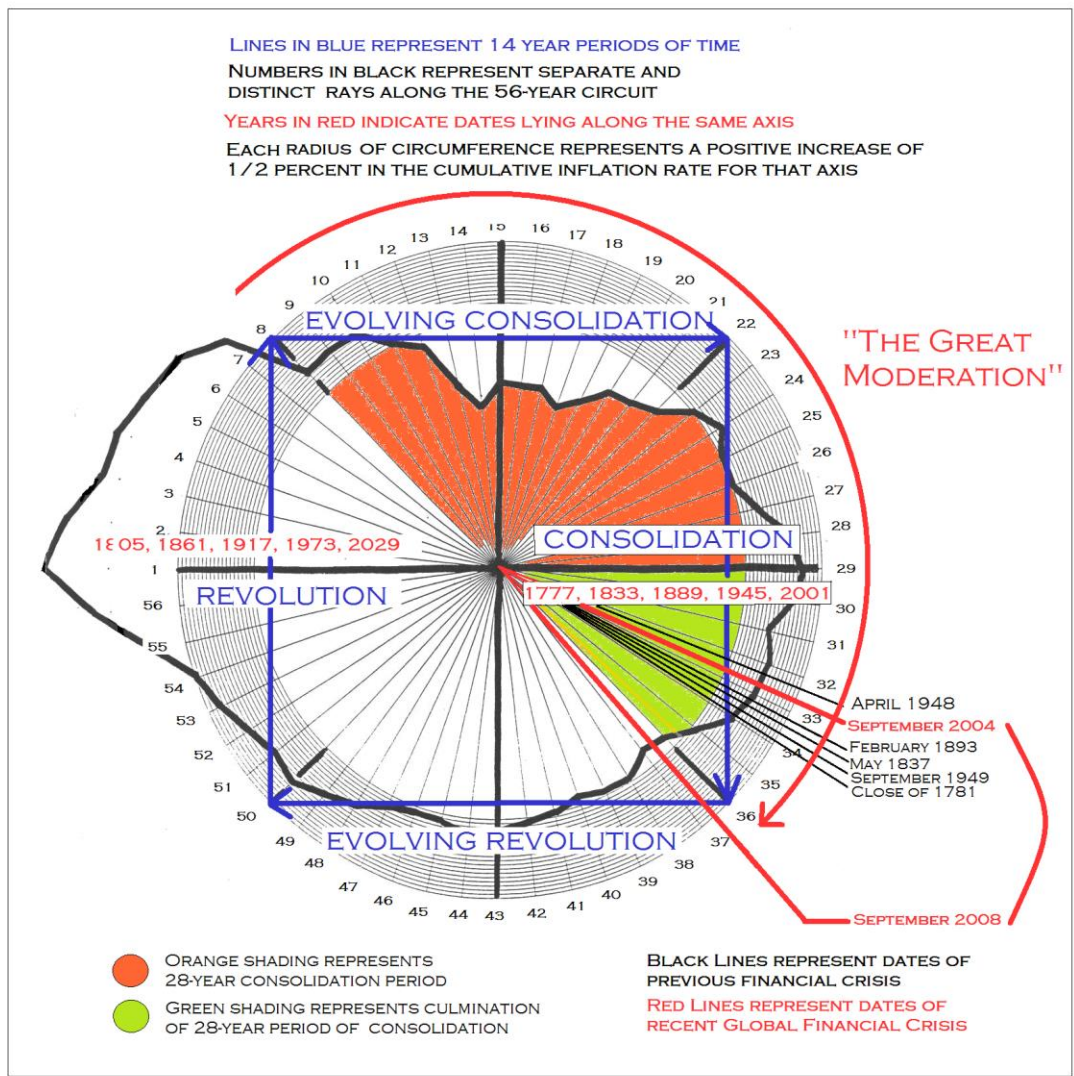 LINES IN BLUE REPRESENT 14 YEAR PERIODS OF TIME
NUMBERS IN BLACK REPRESENT SEPARATE AND
DISTINCT RAYS ALONG THE 56-YEAR CIRCUIT
YEARS IN RED INDICATE DATES LYING ALONG THE SAME AXIS
EACH RADIUS OF CIRCUMFERENCE REPRESENTS A POSITIVE INCREASE OF
1/2 PERCENT IN THE CUMULATIVE INFLATION RATE FOR THAT AXIS
1
2
3
4
5
6
7
8
9
10
11
12
13
14
15
16
17
18
19
20
21
22
23
24
25
26
27
28
29
30
31
32
33
34
35
36
37
38
39
40
41
42
43
44
45
46
47
48
49
50
51
52
53
54
55
56
EVOLVING CONSOLIDATION
"THE GREAT
MODERATION"
CONSOLIDATION
1805, 1861, 1917, 1973, 2029
REVOLUTION
1777, 1833, 1889, 1945, 2001
APRIL 1948
SEPTEMBER 2004
FEBRUARY 1893
MAY 1837
SEPTEMBER 1949
CLOSE OF 1781
EVOLVING REVOLUTION
SEPTEMBER 2008
ORANGE SHADING REPRESENTS
28-YEAR CONSOLIDATION PERIOD
GREEN SHADING REPRESENTS CULMINATION
OF 28-YEAR PERIOD OF CONSOLIDATION
BLACK LINES REPRESENT DATES OF
PREVIOUS FINANCIAL CRISIS
RED LINES REPRESENT DATES OF
RECENT GLOBAL FINANCIAL CRISIS